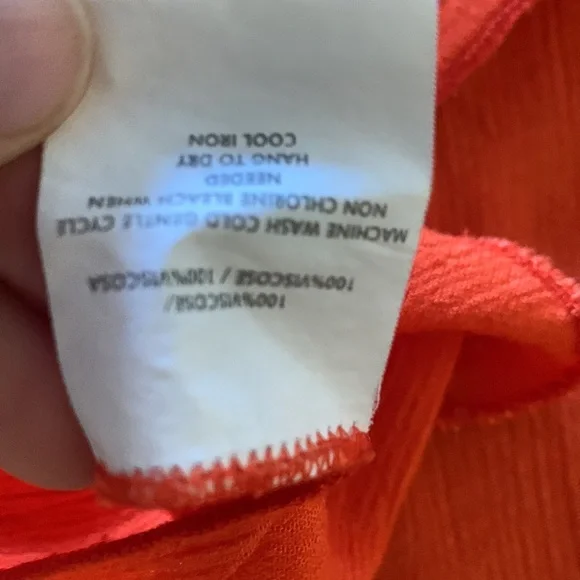 100%VISCOSE/
100%VISCOSE / 100%VISCOSA
MACHINE WASH COLD GENTLE CYCLE
NON CHLORINE BLEACH WHEN
NEEDED
HANG TO DRY
COOL IRON